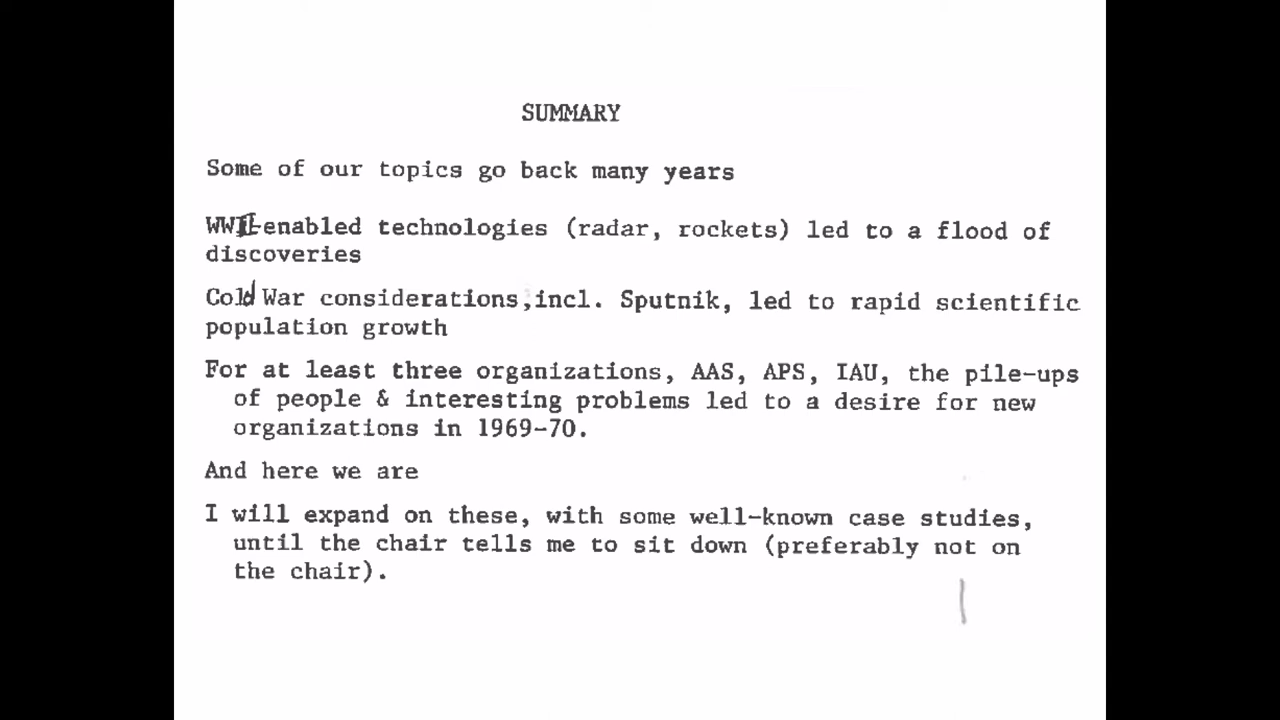 SUMMARY
Some of our topics go back many years
WWII-enabled technologies (radar, rockets) led to a flood of
discoveries
Cold War considerations, incl. Sputnik, led to rapid scientific
population growth
For at least three organizations, AAS, APS, IAU, the pile-ups
of people & interesting problems led to a desire for new
organizations in 1969-70.
And here we are
I will expand on these, with some well-known case studies,
until the chair tells me to sit down (preferably not on
the chair).